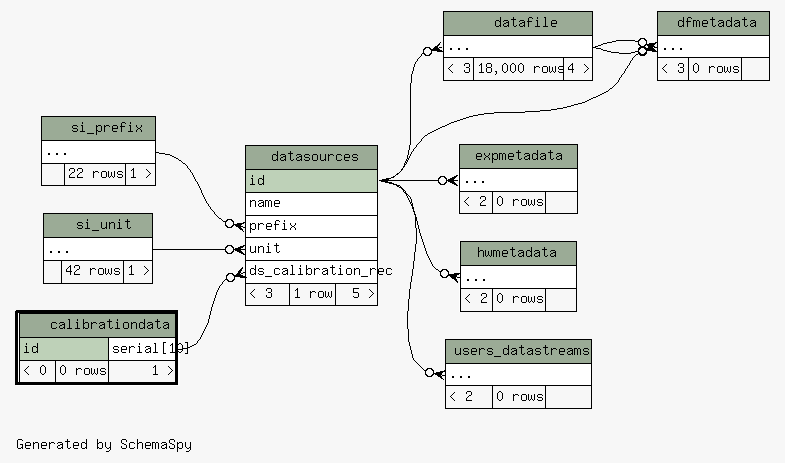 datafile
...
< 3 18,000 rows 4 >
dfmetadata
...
< 3 0 rows
si_prefix
...
22 rows 1 >
datasources
id
name
prefix
unit
ds_calibration_rec
< 3 1 row 5 >
expmetadata
...
< 2 0 rows
si_unit
...
42 rows 1 >
hwmetadata
...
< 2 0 rows
calibrationdata
id serial[10]
< 0 0 rows 1 >
users_datastreams
...
< 2 0 rows
Generated by SchemaSpy